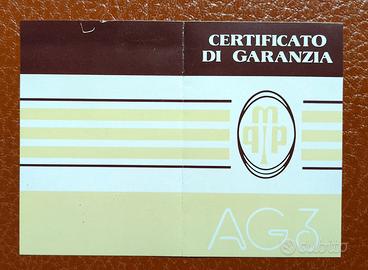 CERTIFICATO
DI GARANZIA
AG3
subito